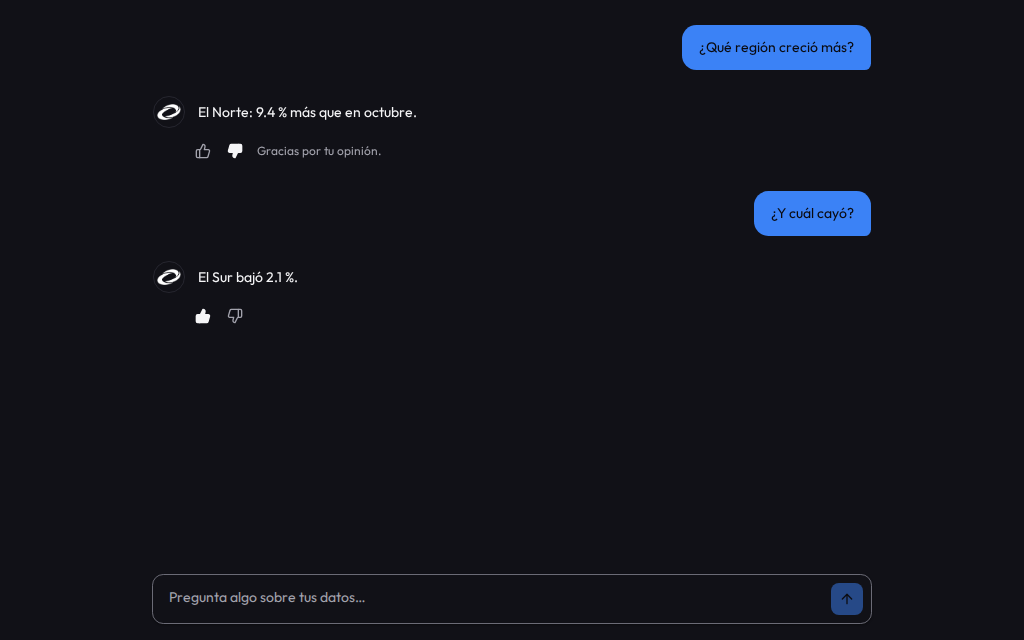 ¿Qué región creció más?
El Norte: 9.4 % más que en octubre.
Gracias por tu opinión.
¿Y cuál cayó?
El Sur bajó 2.1 %.
Pregunta algo sobre tus datos…